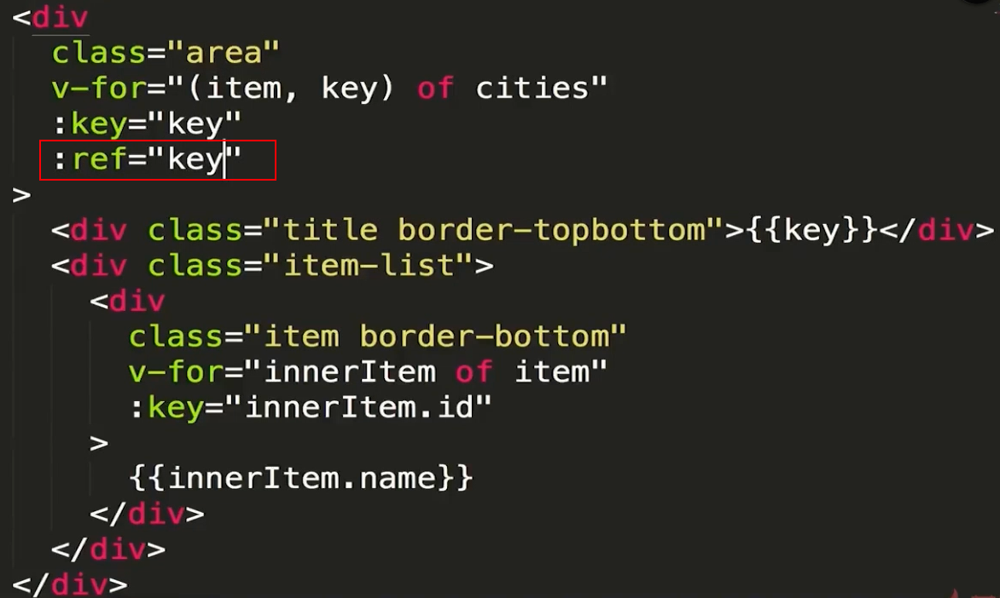 <div
class="area"
v-for="(item, key) of cities"
:key="key"
:ref="key"
>
<div class="title border-topbottom">{{key}}</div>
<div class="item-list">
<div
class="item border-bottom"
v-for="innerItem of item"
:key="innerItem.id"
>
{{innerItem.name}}
</div>
</div>
</div>